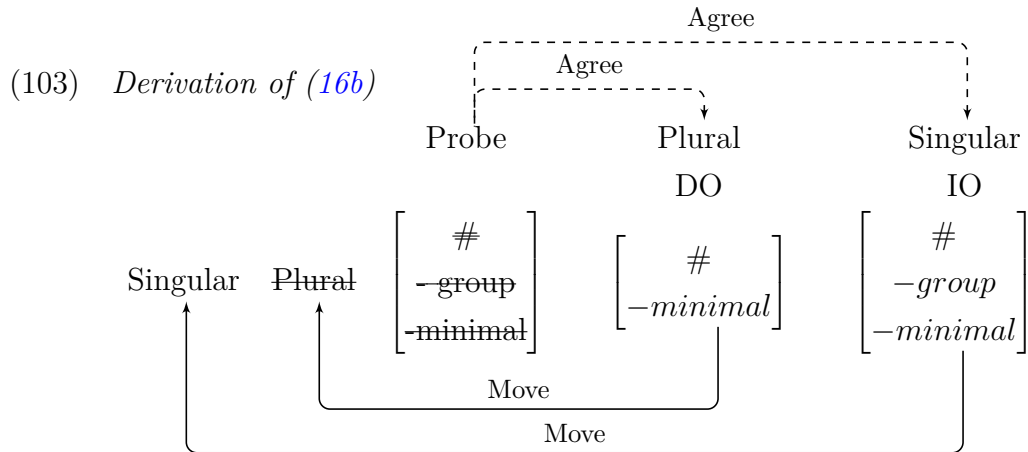 Agree
(103) Derivation of (16b)
Agree
Probe Plural Singular
DO IO
# # #
Singular Plural - group -minimal -group
-minimal -minimal
Move
Move